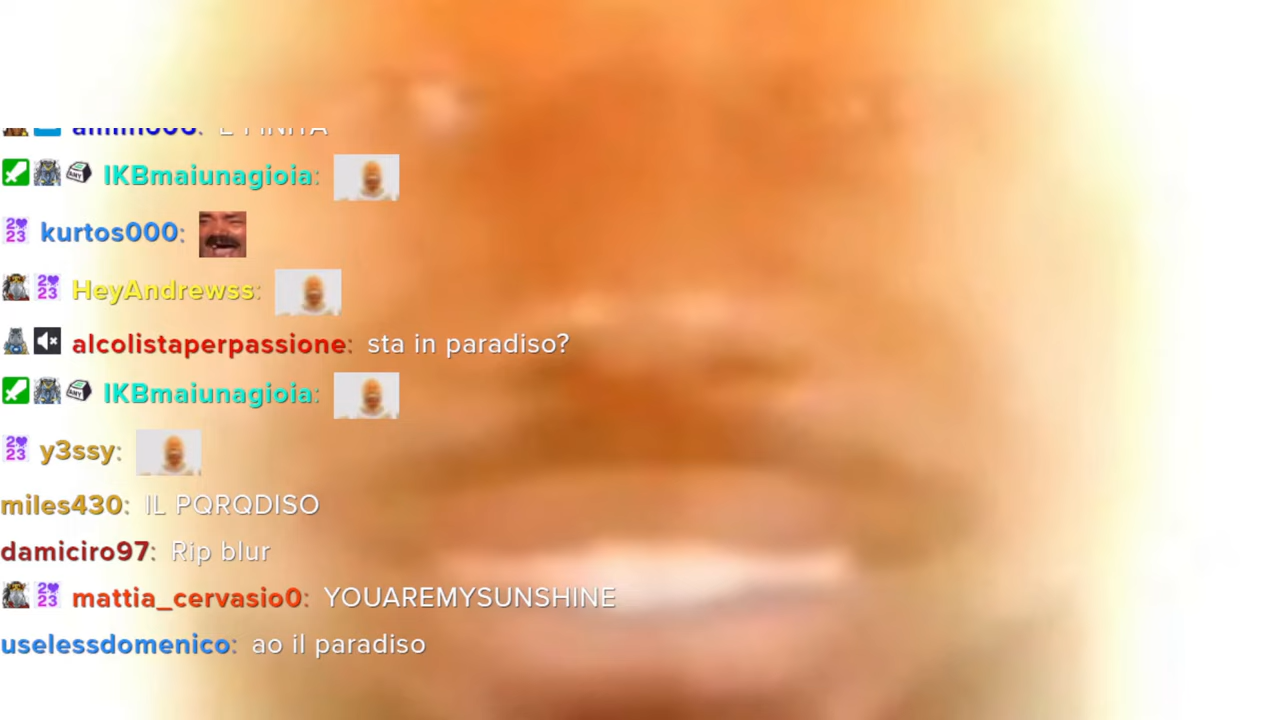 IKBmaiunagioia:
kurtos000:
HeyAndrewss:
alcolistaperpassione: sta in paradiso?
IKBmaiunagioia:
y3ssy:
miles430: IL PQRQDISO
damiciro97: Rip blur
mattia_cervasio0: YOUAREMYSUNSHINE
uselessdomenico: ao il paradiso